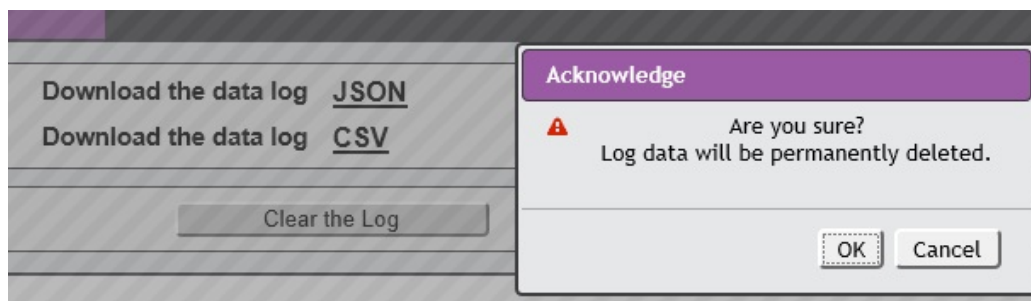 Download the data log JSON
Download the data log CSV
Clear the Log
Acknowledge
Are you sure?
Log data will be permanently deleted.
OK
Cancel